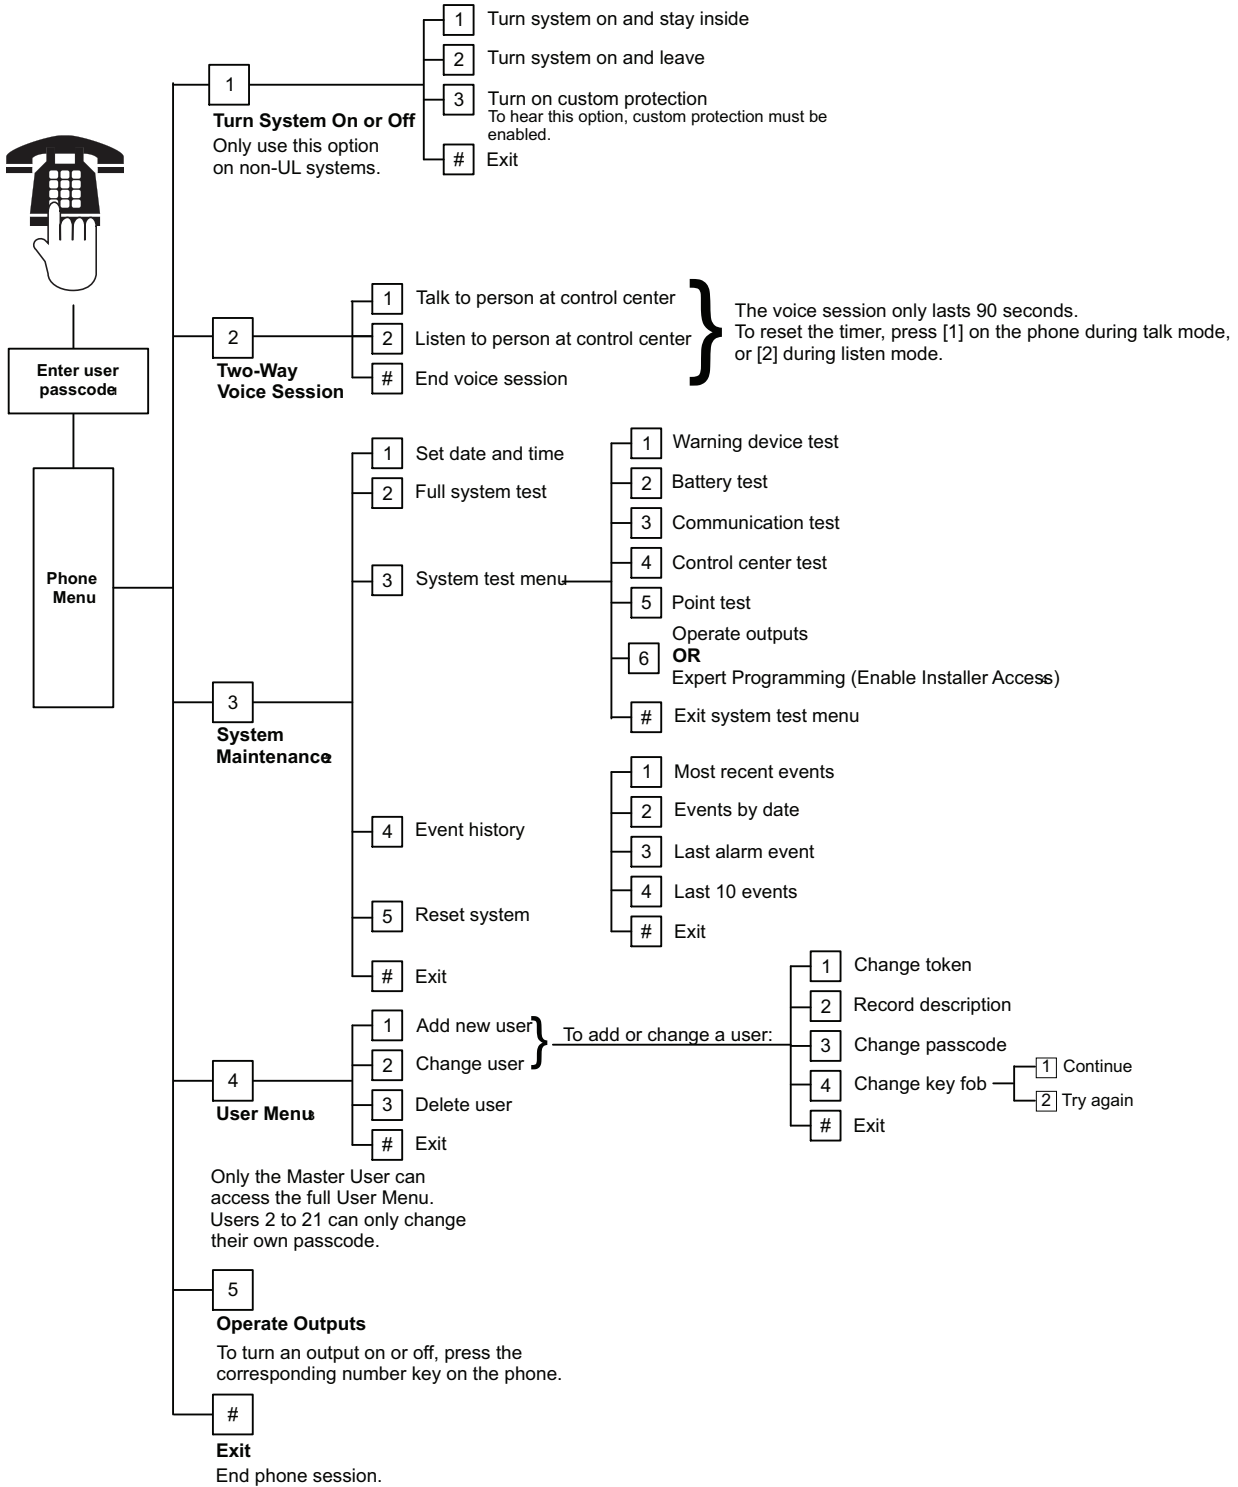 1 Turn system on and stay inside
2 Turn system on and leave
3 Turn on custom protection
To hear this option, custom protection must be
enabled.
# Exit
1
Turn System On or Off
Only use this option
on non-UL systems.
Enter user
passcode1
Phone
Menu
2
Two-Way
Voice Session
1 Talk to person at control center
2 Listen to person at control center
# End voice session
}
The voice session only lasts 90 seconds.
To reset the timer, press [1] on the phone during talk mode,
or [2] during listen mode.
3
System
Maintenance2
1 Set date and time
2 Full system test
3 System test menu
1 Warning device test
2 Battery test
3 Communication test
4 Control center test
5 Point test
6
Operate outputs
OR
Expert Programming (Enable Installer Access4)
# Exit system test menu
4 Event history
1 Most recent events
2 Events by date
3 Last alarm event
4 Last 10 events
# Exit
5 Reset system
# Exit
4
User Menu3
1 Add new user
2 Change user
3 Delete user
# Exit
}
To add or change a user:
1 Change token
2 Record description
3 Change passcode
4 Change key fob
1 Continue
2 Try again
# Exit
Only the Master User can
access the full User Menu.
Users 2 to 21 can only change
their own passcode.
5
Operate Outputs
To turn an output on or off, press the
corresponding number key on the phone.
#
Exit
End phone session.